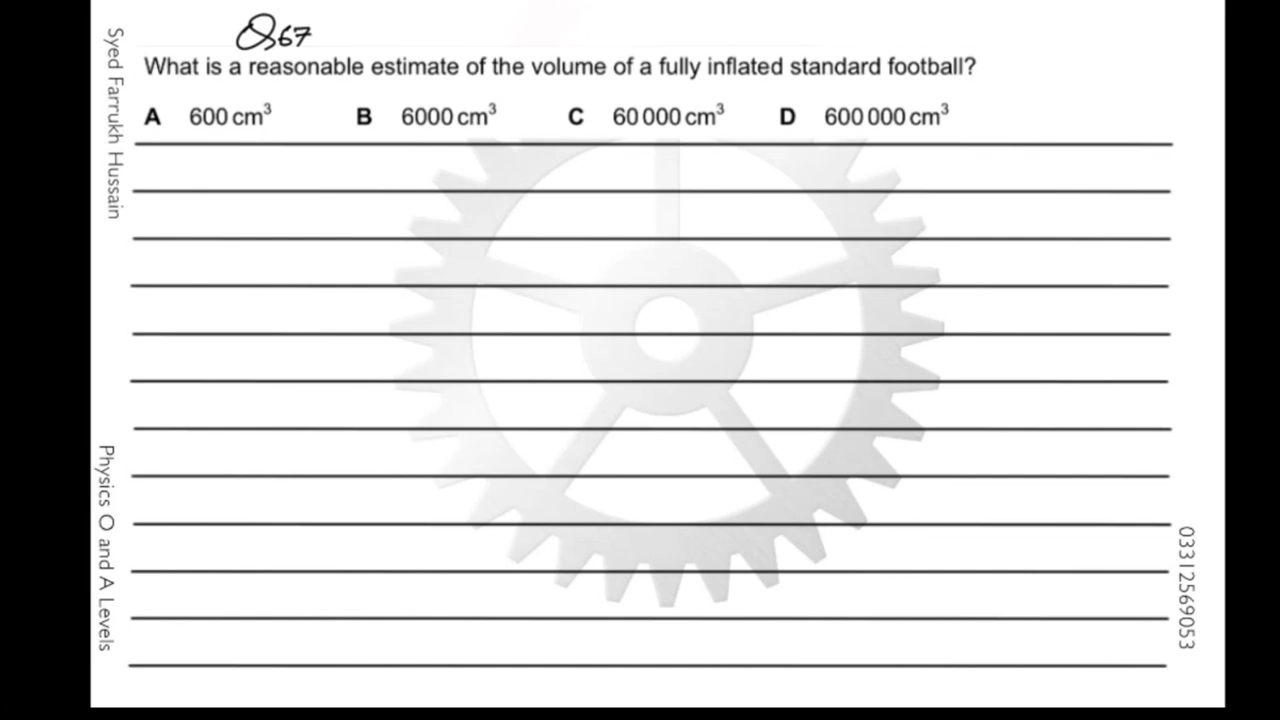 Q67
What is a reasonable estimate of the volume of a fully inflated standard football?
A 600 cm³ B 6000 cm³ C 60 000 cm³ D 600 000 cm³
Syed Farrukh Hussain
Physics O and A Levels
03312569053